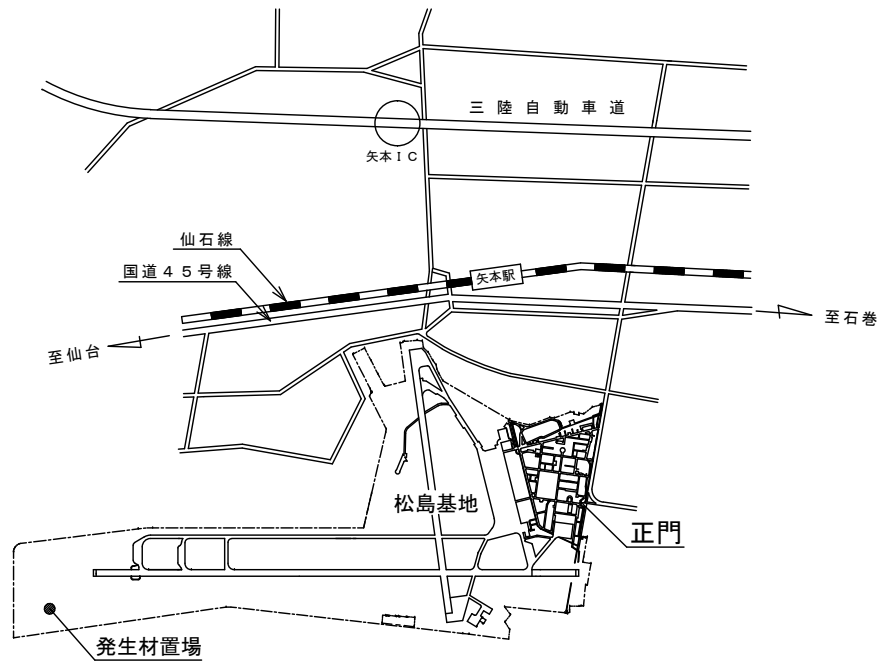 三陸自動車道
矢本ＩＣ
仙石線
国道４５号線
矢本駅
至石巻
至仙台
松島基地
正門
発生材置場